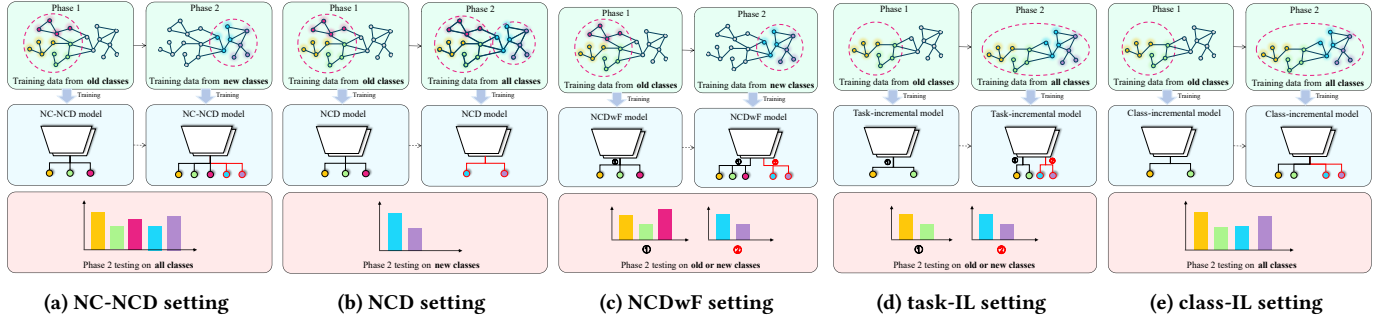 Phase 1
Phase 2
Training data from old classes
Training data from new classes
Training
Training
NC-NCD model
NC-NCD model
Phase 2 testing on all classes
(a) NC-NCD setting
Phase 1
Phase 2
Training data from old classes
Training data from all classes
Training
Training
NCD model
NCD model
Phase 2 testing on new classes
(b) NCD setting
Phase 1
Phase 2
Training data from old classes
Training data from new classes
Training
Training
NCDwF model
NCDwF model
Phase 2 testing on old or new classes
(c) NCDwF setting
Phase 1
Phase 2
Training data from old classes
Training data from all classes
Training
Training
Task-incremental model
Task-incremental model
Phase 2 testing on old or new classes
(d) task-IL setting
Phase 1
Phase 2
Training data from old classes
Training data from all classes
Training
Training
Class-incremental model
Class-incremental model
Phase 2 testing on all classes
(e) class-IL setting